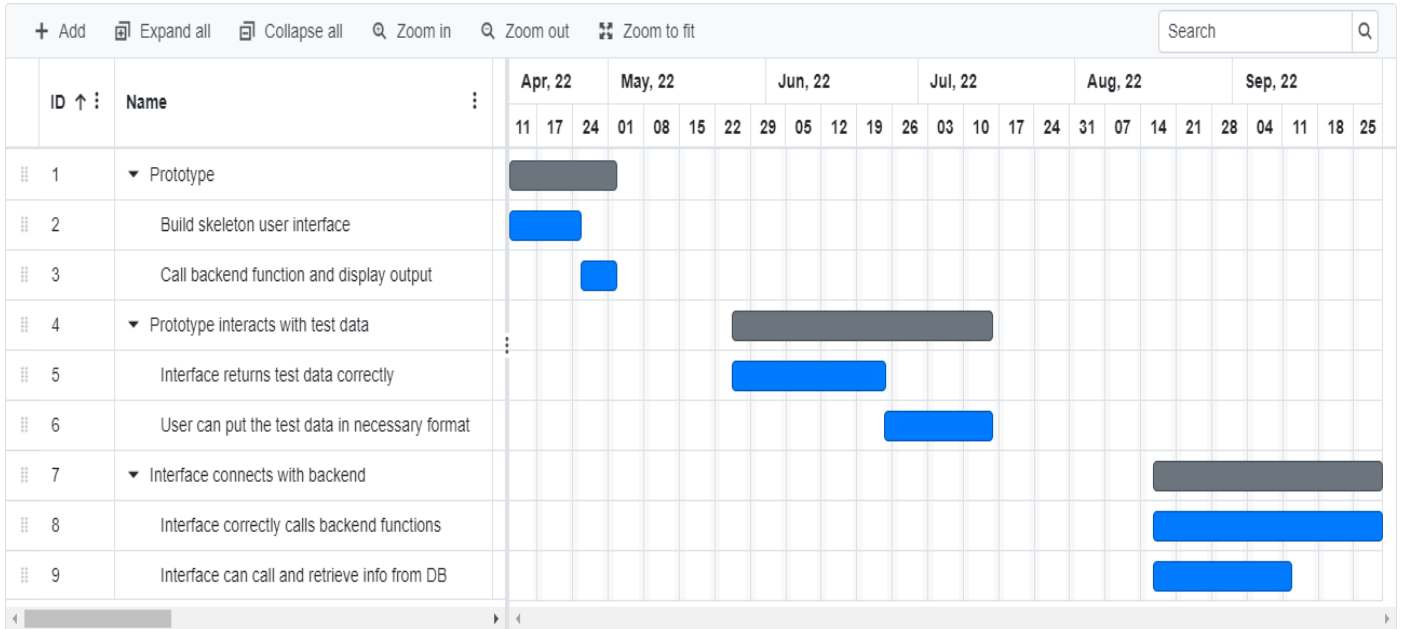 + Add Expand all Collapse all Zoom in Zoom out Zoom to fit Search
Apr, 22 May, 22 Jun, 22 Jul, 22 Aug, 22 Sep, 22
ID Name
11 17 24 01 08 15 22 29 05 12 19 26 03 10 17 24 31 07 14 21 28 04 11 18 25
1 Prototype
2 Build skeleton user interface
3 Call backend function and display output
4 Prototype interacts with test data
5 Interface returns test data correctly
6 User can put the test data in necessary format
7 Interface connects with backend
8 Interface correctly calls backend functions
9 Interface can call and retrieve info from DB